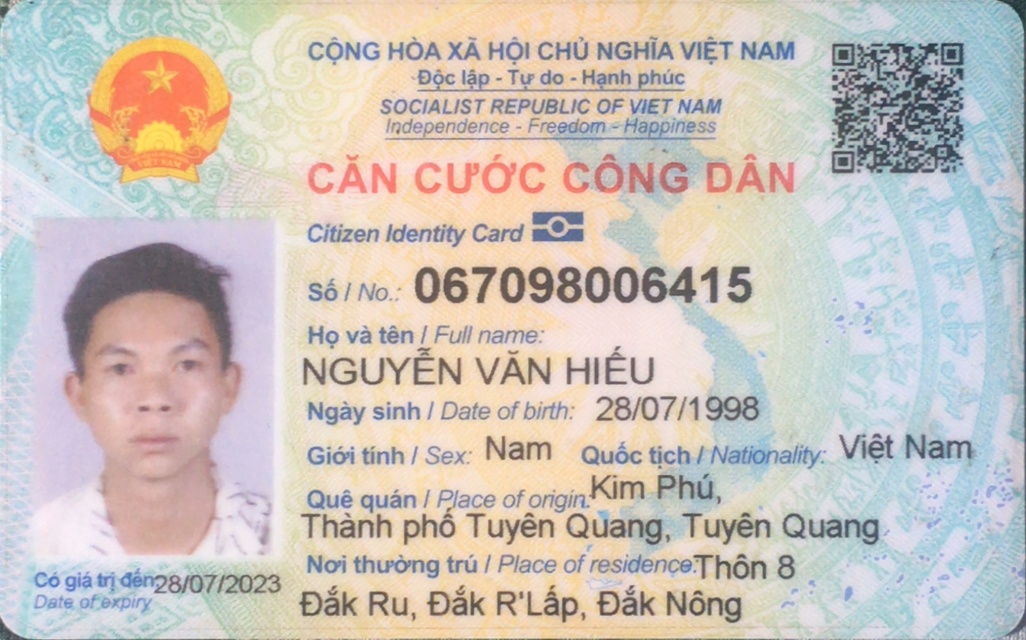 CỘNG HÒA XÃ HỘI CHỦ NGHĨA VIỆT NAM
Độc lập - Tự do - Hạnh phúc
SOCIALIST REPUBLIC OF VIET NAM
Independence - Freedom - Happiness
CĂN CƯỚC CÔNG DÂN
Citizen Identity Card
Số / No.: 067098006415
Họ và tên / Full name:
NGUYỄN VĂN HIẾU
Ngày sinh / Date of birth: 28/07/1998
Giới tính / Sex: Nam Quốc tịch / Nationality: Việt Nam
Quê quán / Place of origin: Kim Phú,
Thành phố Tuyên Quang, Tuyên Quang
Nơi thường trú / Place of residence: Thôn 8
Đắk Ru, Đắk R'Lấp, Đắk Nông
Có giá trị đến 28/07/2023
Date of expiry
VIỆT NAM